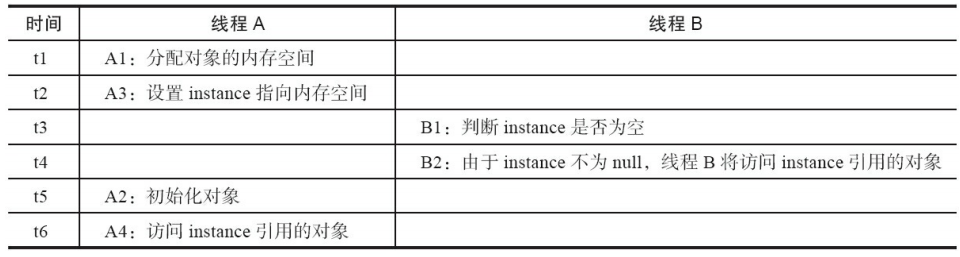 时间 线程 A 线程 B
t1 A1：分配对象的内存空间
t2 A3：设置 instance 指向内存空间
t3 B1：判断 instance 是否为空
t4 B2：由于 instance 不为 null，线程 B 将访问 instance 引用的对象
t5 A2：初始化对象
t6 A4：访问 instance 引用的对象